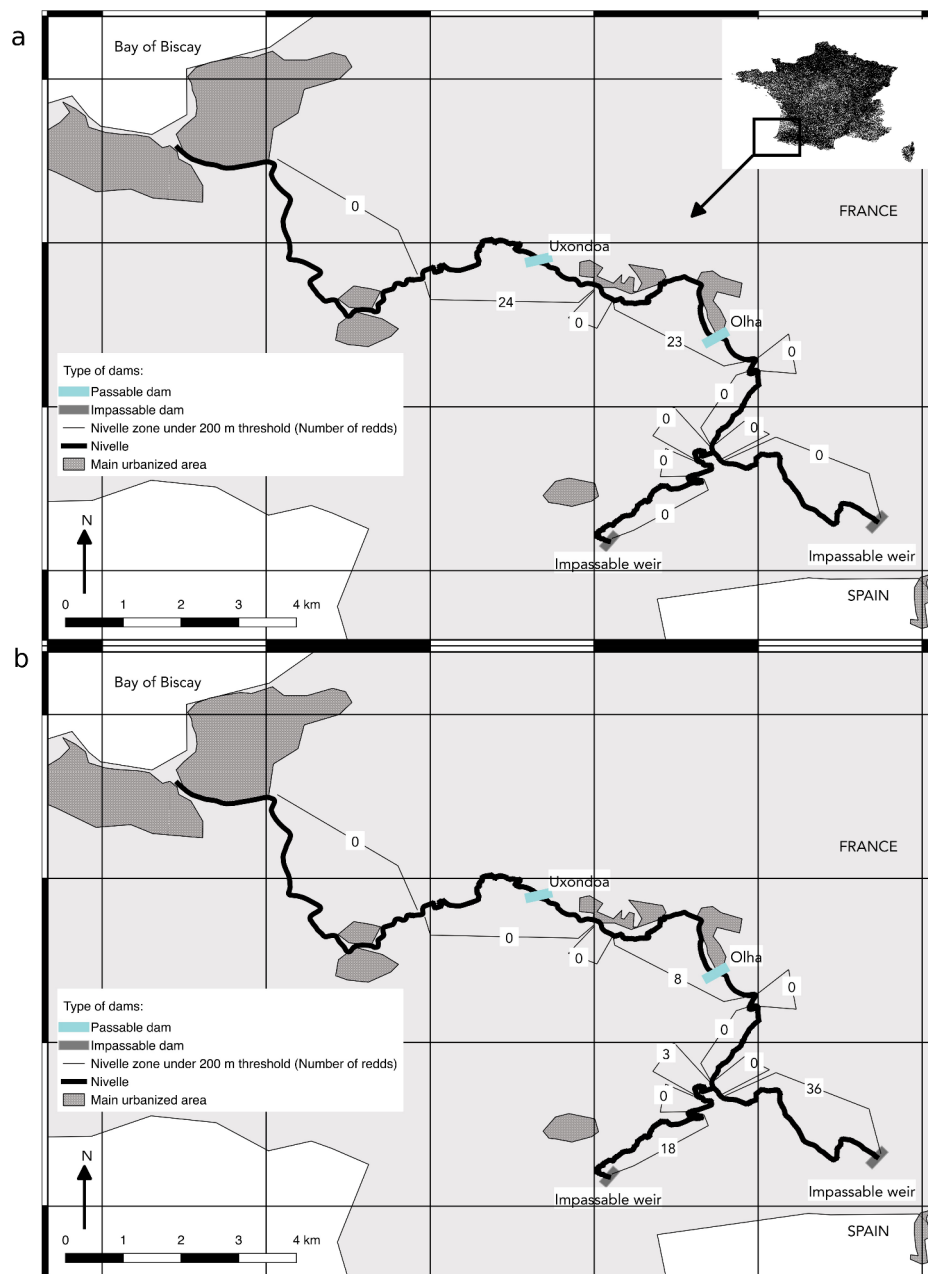 a
Bay of Biscay
FRANCE
0
Uxondoa
24
0
Olha
23
0
0
0
0
0
0
0
Type of dams:
Passable dam
Impassable dam
Nivelle zone under 200 m threshold (Number of redds)
Nivelle
Main urbanized area
N
Impassable weir
Impassable weir
SPAIN
0 1 2 3 4 km
b
Bay of Biscay
FRANCE
0
Uxondoa
0
0
Olha
8
0
0
3
0
0
36
18
Type of dams:
Passable dam
Impassable dam
Nivelle zone under 200 m threshold (Number of redds)
Nivelle
Main urbanized area
N
Impassable weir
Impassable weir
SPAIN
0 1 2 3 4 km